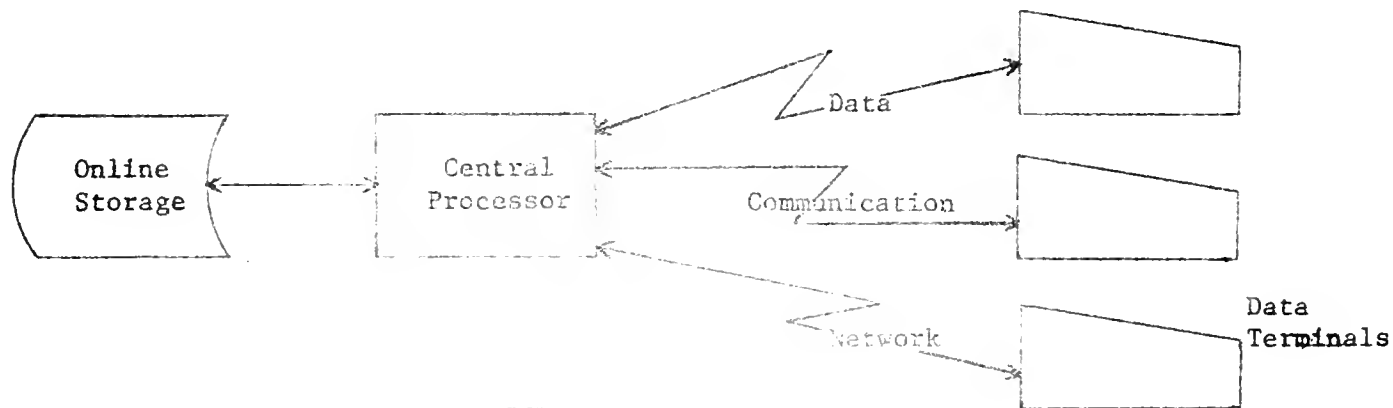 Online
Storage
Central
Processor
Data
Communication
Network
Data
Terminals